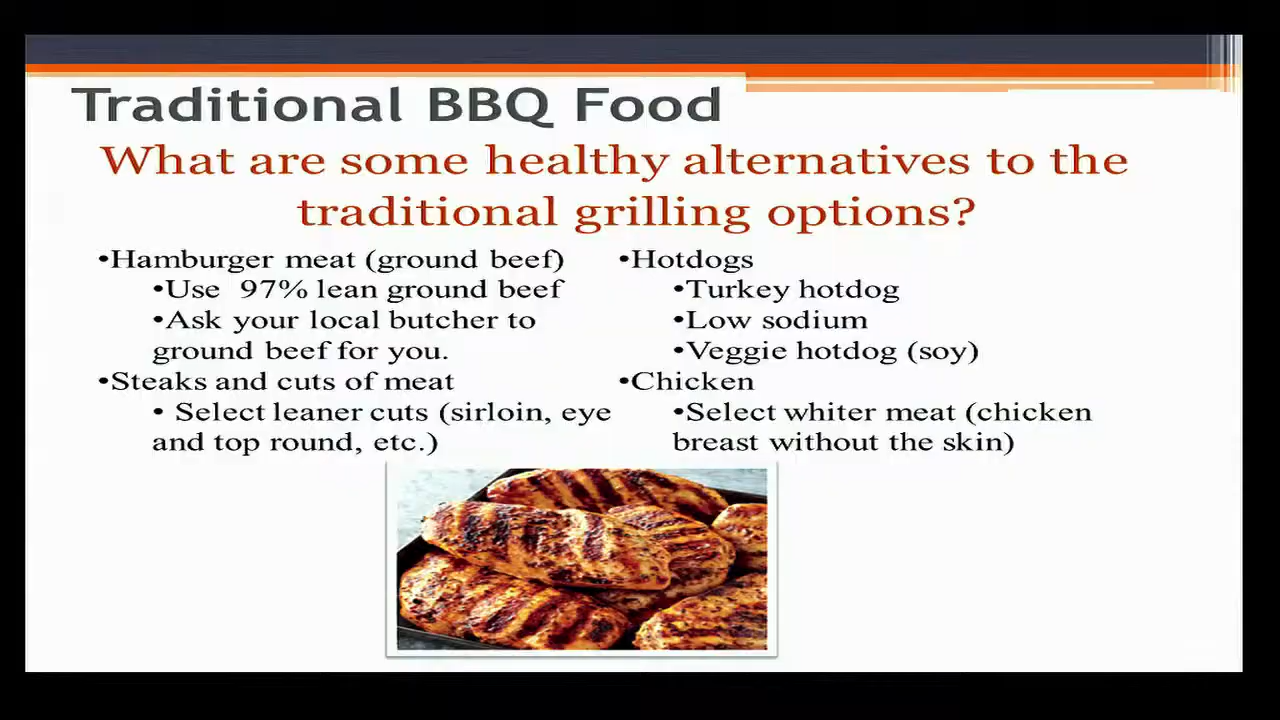 Traditional BBQ Food
What are some healthy alternatives to the
traditional grilling options?
•Hamburger meat (ground beef)
•Use 97% lean ground beef
•Ask your local butcher to
ground beef for you.
•Steaks and cuts of meat
• Select leaner cuts (sirloin, eye
and top round, etc.)
•Hotdogs
•Turkey hotdog
•Low sodium
•Veggie hotdog (soy)
•Chicken
•Select whiter meat (chicken
breast without the skin)